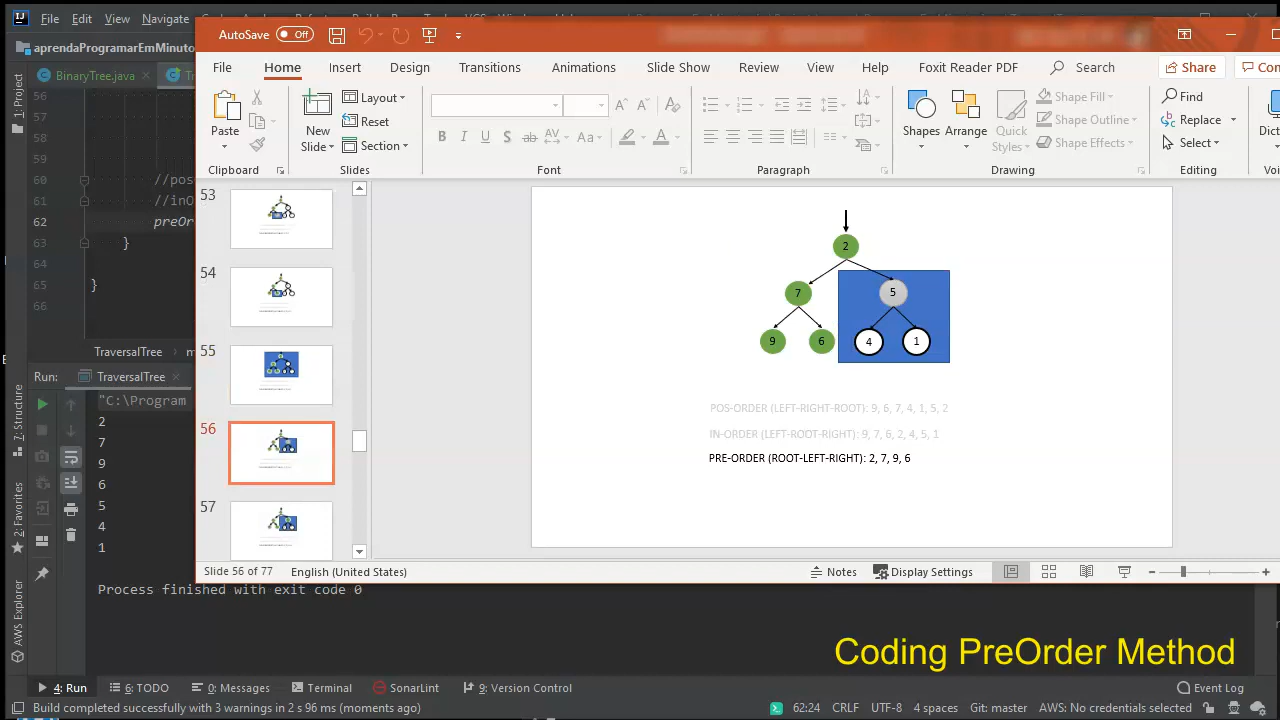 File Edit View Navigate
AutoSave Off
aprendaProgramarEmMinuto
File Home Insert Design Transitions Animations Slide Show Review View Help Foxit Reader PDF Search Share Con
BinaryTree.java
1: Project
Paste
Clipboard
New
Slide
Layout
Reset
Section
Slides
Font
Paragraph
Shapes
Arrange
Quick
Styles
Shape Fill
Shape Outline
Shape Effects
Drawing
Find
Replace
Select
Editing
Dict
Voi
56
57
58
59
60 //pos
61 //inO
62 preOr
63 }
64
65 }
66
53
54
55
56
57
2
7 5
9 6 4 1
POS-ORDER (LEFT-RIGHT-ROOT): 9, 6, 7, 4, 1, 5, 2
IN-ORDER (LEFT-ROOT-RIGHT): 9, 7, 6, 2, 4, 5, 1
PRE-ORDER (ROOT-LEFT-RIGHT): 2, 7, 9, 6
Slide 56 of 77 English (United States) Notes Display Settings
TraversalTree
Run: TraversalTree
"C:\Program
2
7
9
6
5
4
1
Process finished with exit code 0
7: Structure
2: Favorites
AWS Explorer
Coding PreOrder Method
4: Run 6: TODO 0: Messages Terminal SonarLint 9: Version Control Event Log
Build completed successfully with 3 warnings in 2 s 96 ms (moments ago) 62:24 CRLF UTF-8 4 spaces Git: master AWS: No credentials selected